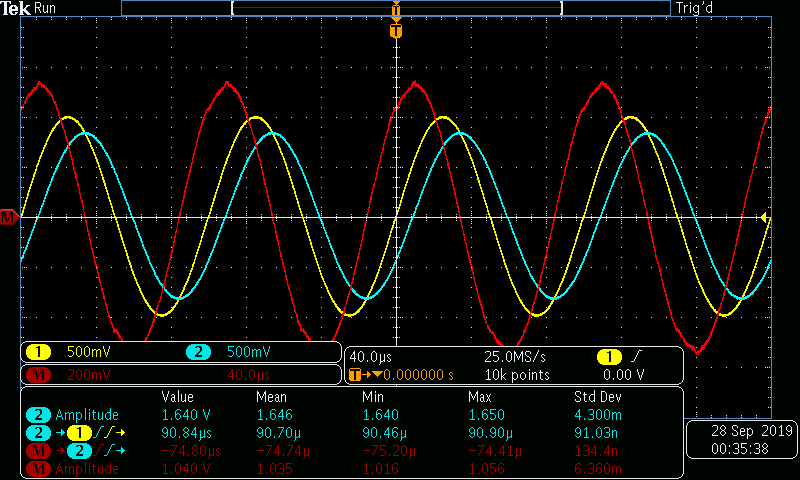 Tek Run Trig'd
T
T
M
1 500mV 2 500mV
M 200mV 40.0µs
40.0µs 25.0MS/s 1
T→▼0.000000 s 10k points 0.00 V
Value Mean Min Max Std Dev
2 Amplitude 1.640 V 1.646 1.640 1.650 4.300m
2 →1 90.84µs 90.70µ 90.46µ 90.90µ 91.03n
M →2 −74.80µs −74.74µ −75.20µ −74.41µ 134.4n
M Amplitude 1.040 V 1.035 1.016 1.056 6.360m
28 Sep 2019
00:35:38